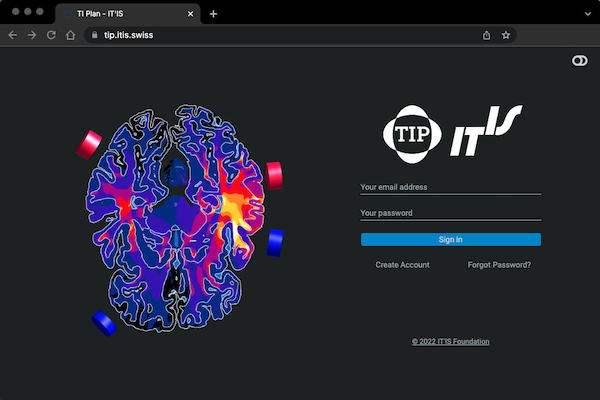 TI Plan - IT'IS
tip.itis.swiss
TIP
IT'IS
Your email address
Your password
Sign in
Create Account
Forgot Password?
© 2022 IT'IS Foundation